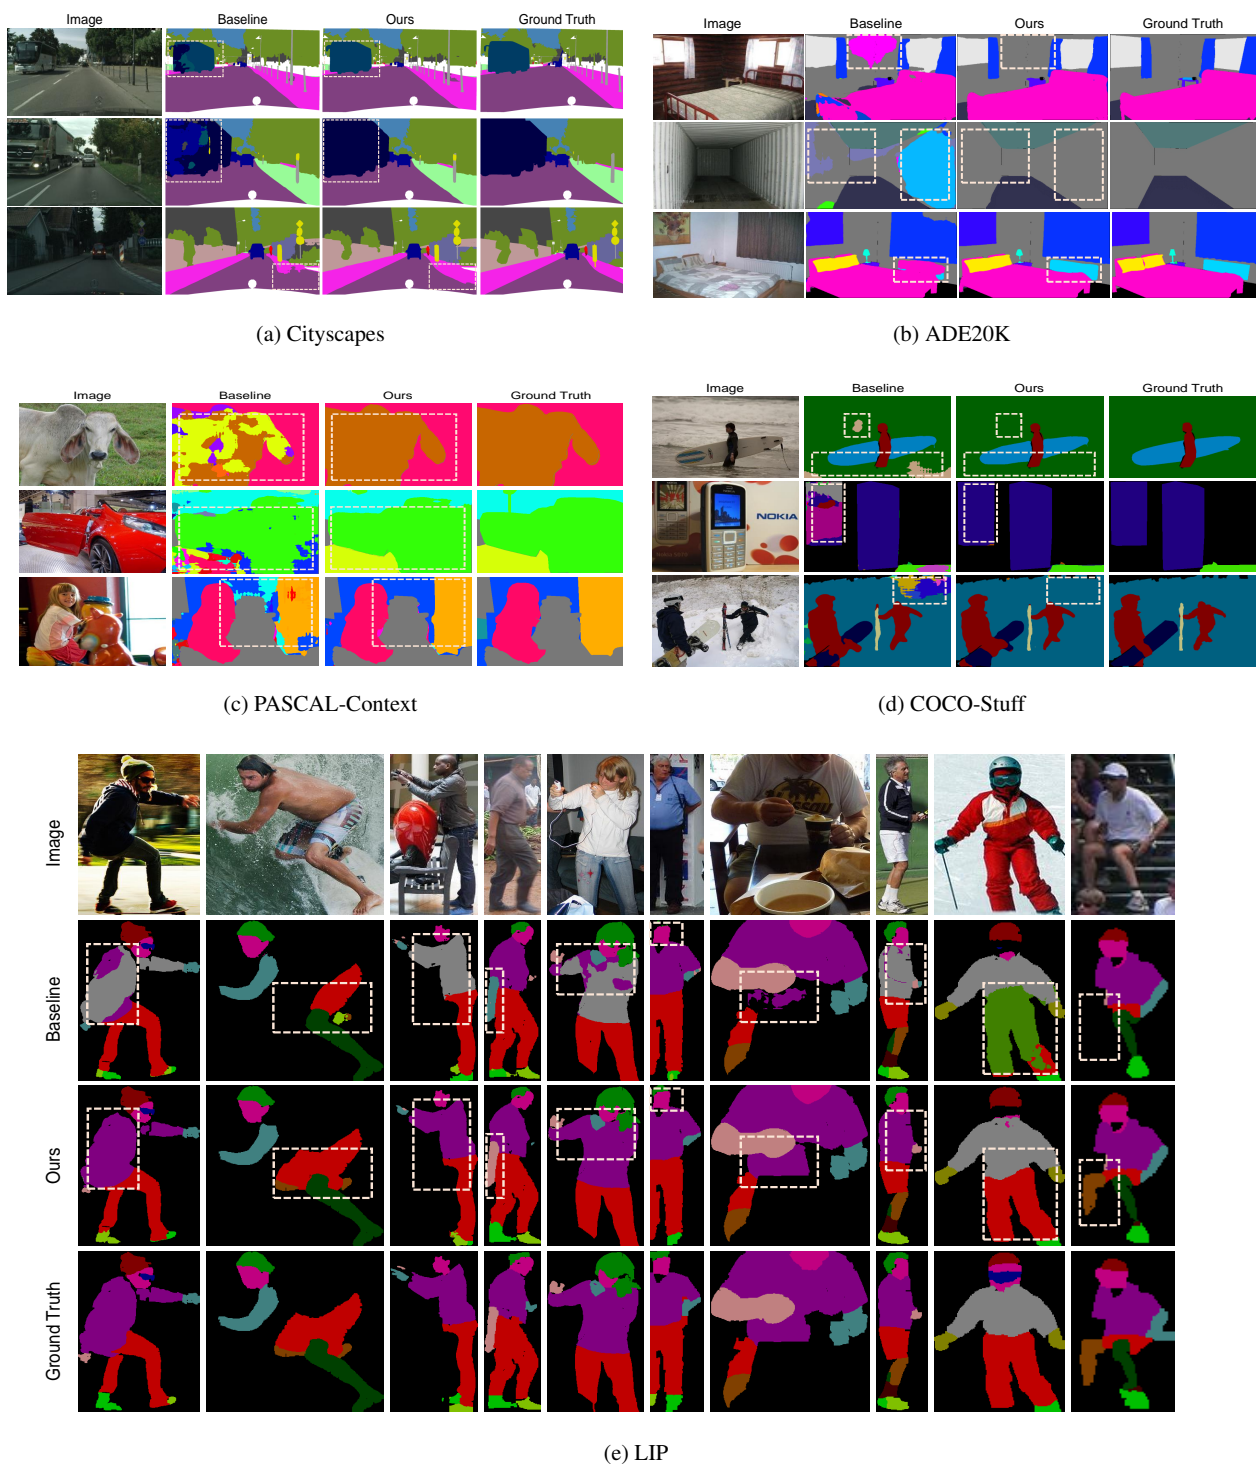 Image Baseline Ours Ground Truth
(a) Cityscapes
Image Baseline Ours Ground Truth
(b) ADE20K
Image Baseline Ours Ground Truth
(c) PASCAL-Context
Image Baseline Ours Ground Truth
NOKIA
(d) COCO-Stuff
Image
Baseline
Ours
Ground Truth
(e) LIP